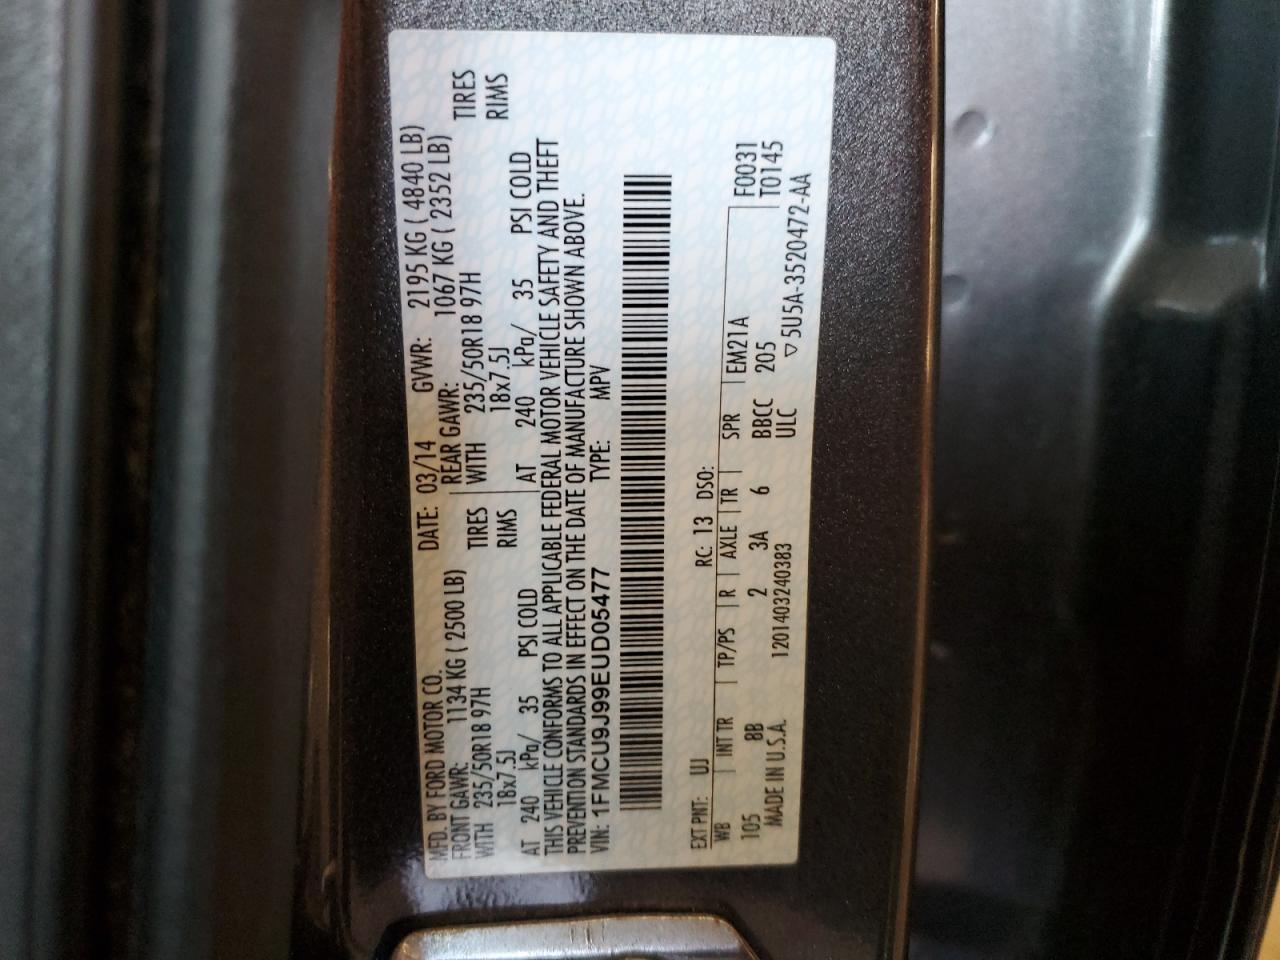 MFD. BY FORD MOTOR CO. DATE: 03/14 GVWR: 2195 KG ( 4840 LB)
FRONT GAWR: 1134 KG ( 2500 LB) REAR GAWR: 1067 KG ( 2352 LB)
WITH 235/50R18 97H TIRES WITH 235/50R18 97H TIRES
18x7.5J RIMS 18x7.5J RIMS
AT 240 kPa/ 35 PSI COLD AT 240 kPa/ 35 PSI COLD
THIS VEHICLE CONFORMS TO ALL APPLICABLE FEDERAL MOTOR VEHICLE SAFETY AND THEFT
PREVENTION STANDARDS IN EFFECT ON THE DATE OF MANUFACTURE SHOWN ABOVE.
VIN: 1FMCU9J99EUD05477 TYPE: MPV
EXT PNT: UJ RC: 13 DSO:
WB INT TR TP/PS R AXLE TR SPR EM21A F0031
105 8B 2 3A 6 BBCC 205 T0145
MADE IN U.S.A. 1201403240383 ULC ▽5U5A-3520472-AA